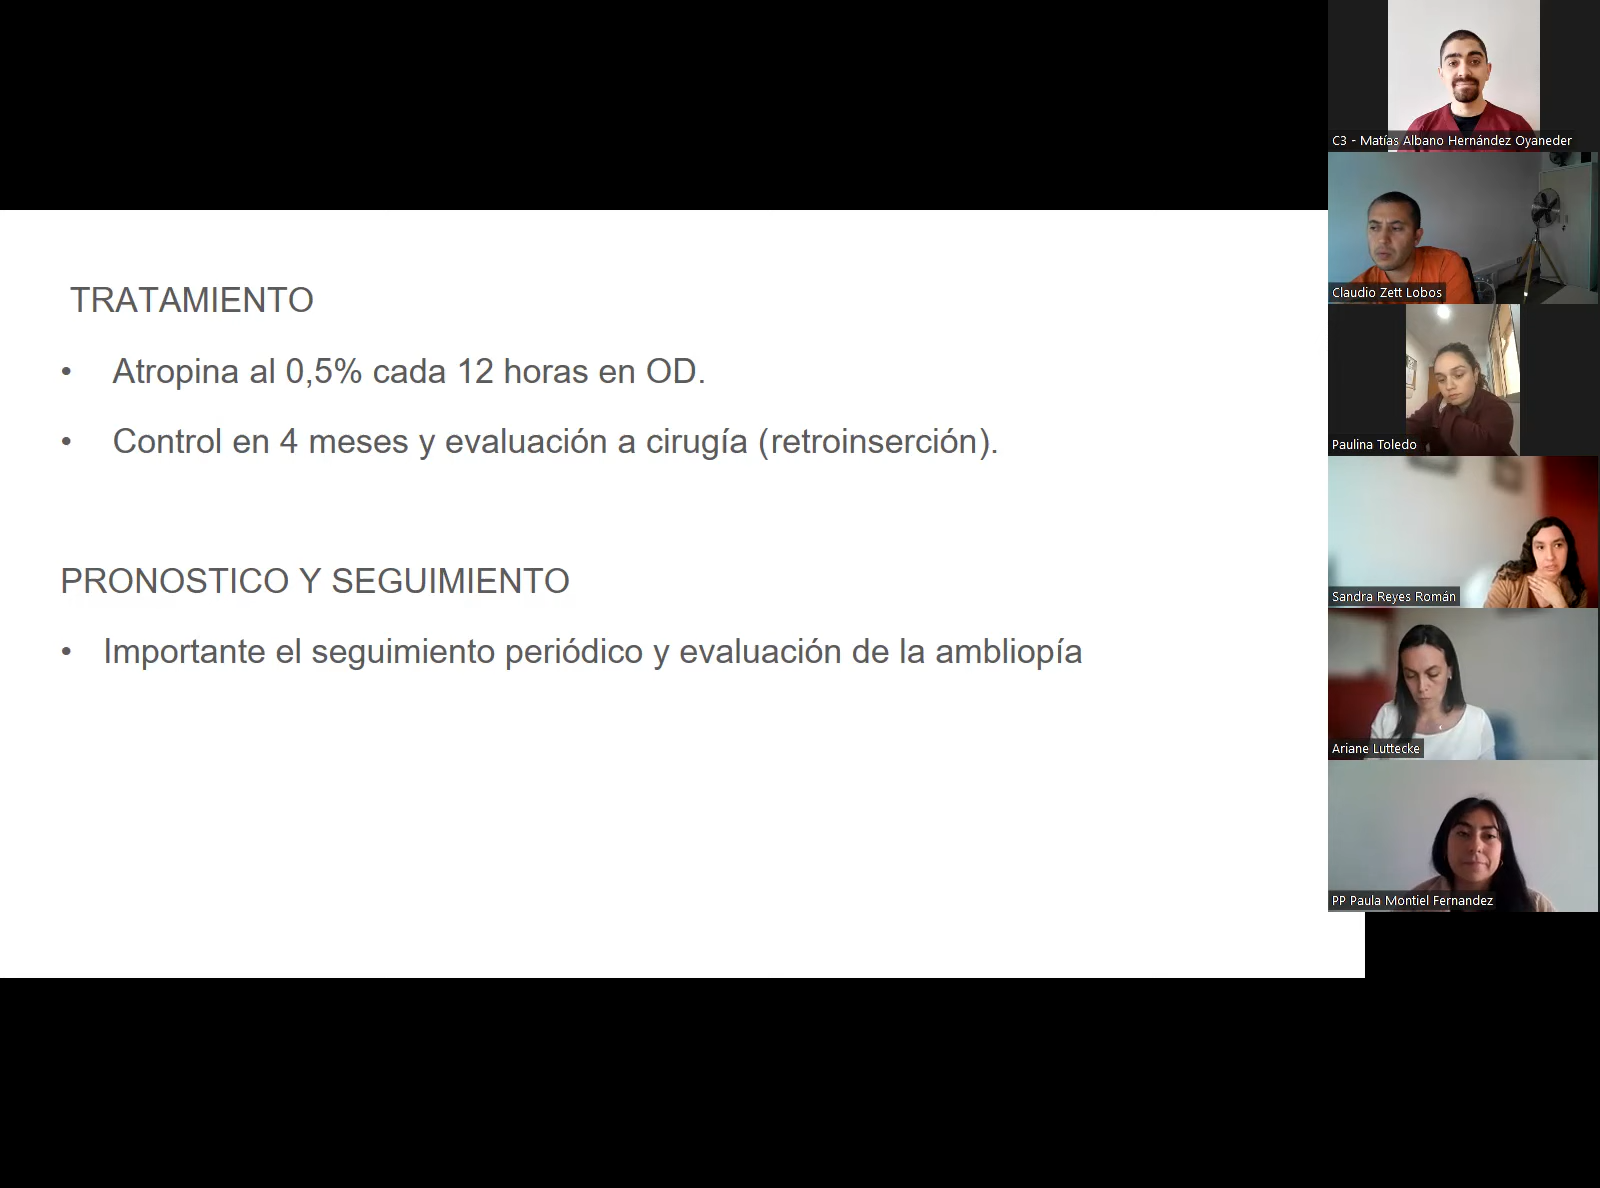 TRATAMIENTO
• Atropina al 0,5% cada 12 horas en OD.
• Control en 4 meses y evaluación a cirugía (retroinserción).
PRONOSTICO Y SEGUIMIENTO
• Importante el seguimiento periódico y evaluación de la ambliopía
C3 - Matías Albano Hernández Oyaneder
Claudio Zett Lobos
Paulina Toledo
Sandra Reyes Román
Ariane Luttecke
PP Paula Montiel Fernandez